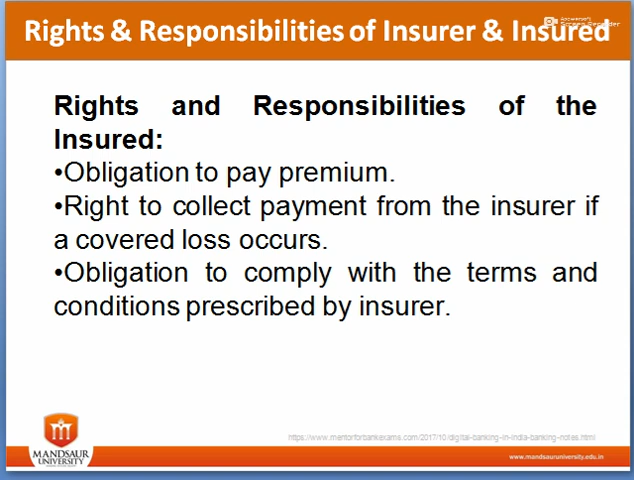 Rights & Responsibilities of Insurer & Insured
Rights and Responsibilities of the
Insured:
•Obligation to pay premium.
•Right to collect payment from the insurer if
a covered loss occurs.
•Obligation to comply with the terms and
conditions prescribed by insurer.
https://www.mentorforbankexams.com/2017/10/digital-banking-in-india-banking-notes.html
MANDSAUR
UNIVERSITY
www.mandsauruniversity.edu.in